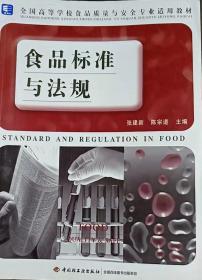 全国高等学校食品质量与安全专业适用教材
食品标准
与法规
张建新 陈宗道 主编
STANDARD AND REGULATION IN FOOD
FOOD
中国轻工业出版社